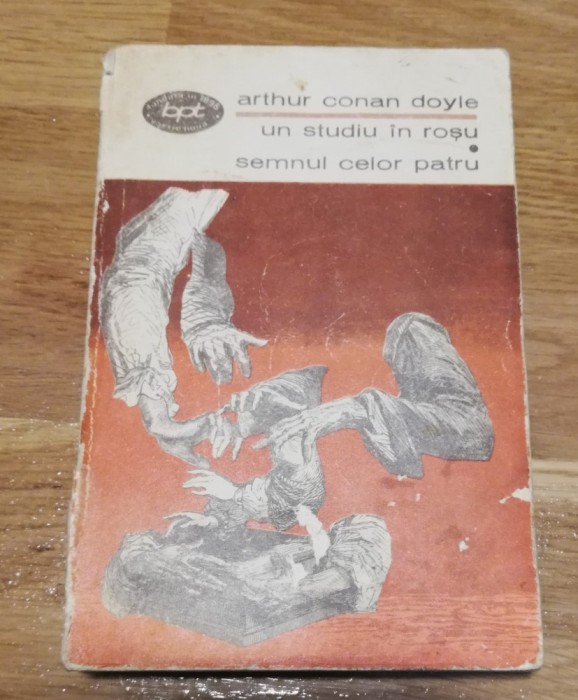 bpt
arthur conan doyle
un studiu în roșu
semnul celor patru